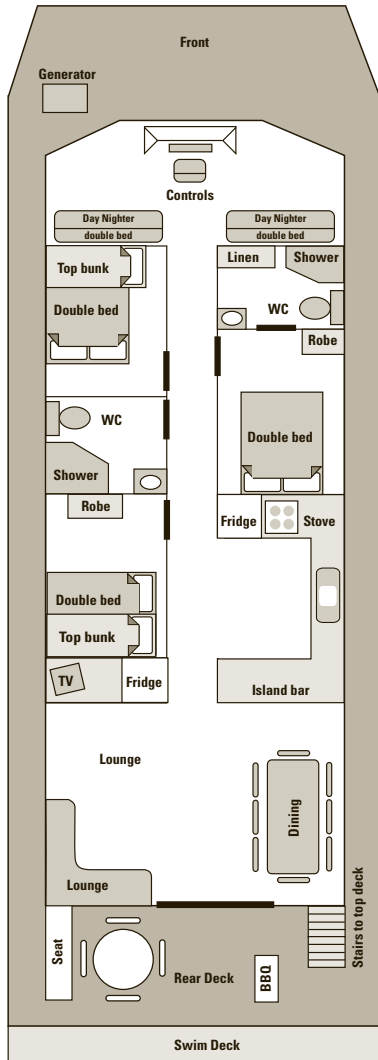 Front
Generator
Controls
Day Nighter
double bed
Day Nighter
double bed
Top bunk
Linen
Shower
Double bed
WC
Robe
WC
Double bed
Shower
Robe
Fridge
Stove
Double bed
Top bunk
TV
Fridge
Island bar
Lounge
Dining
Lounge
Seat
Rear Deck
BBQ
Stairs to top deck
Swim Deck